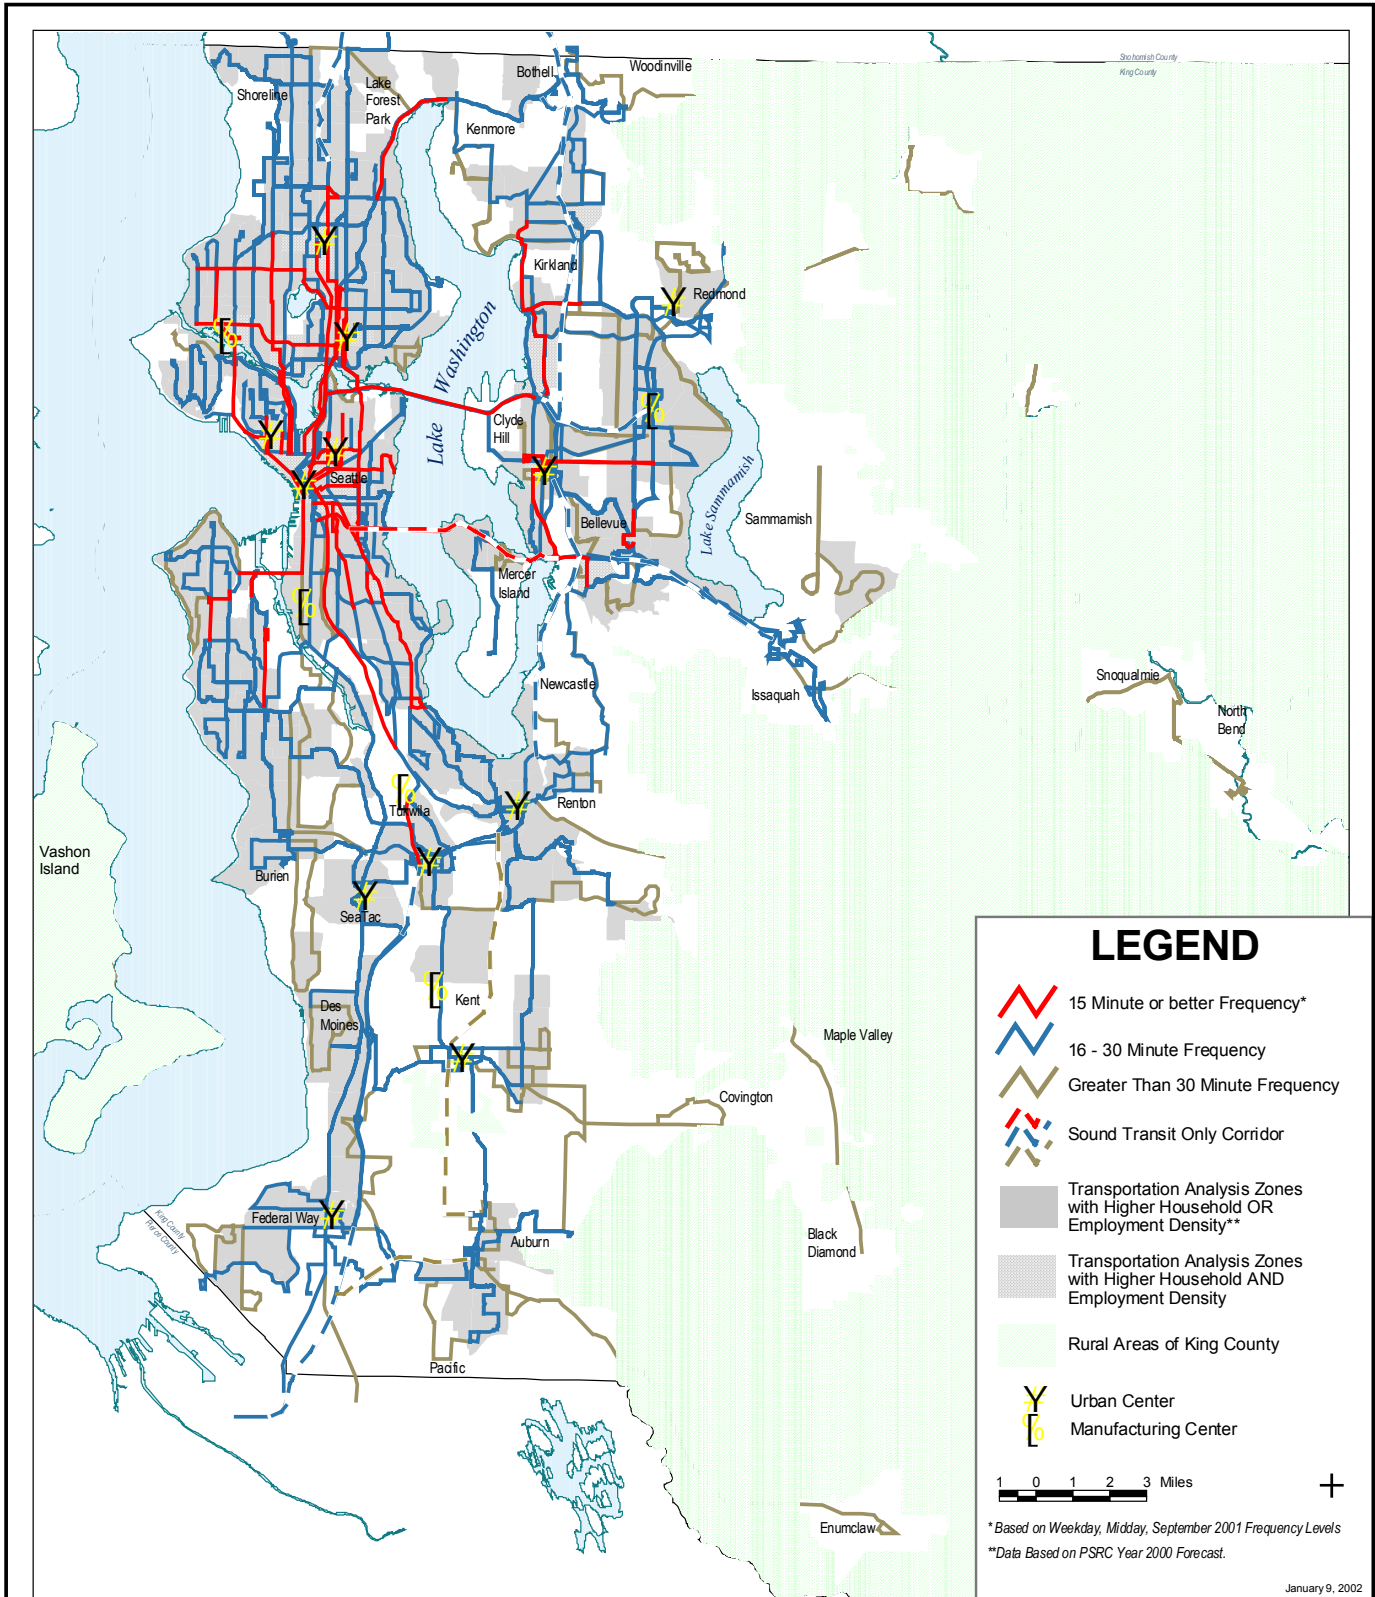 Snohomish County
King County
Woodinville
Bothell
Shoreline
Lake
Forest
Park
Kenmore
Kirkland
Redmond
Lake Washington
Clyde
Hill
Seattle
Bellevue
Lake Sammamish
Sammamish
Mercer
Island
Newcastle
Issaquah
Snoqualmie
North
Bend
Tukwila
Renton
Vashon
Island
Burien
SeaTac
Des
Moines
Kent
Maple Valley
Covington
King County
Pierce County
Federal Way
Auburn
Black
Diamond
Pacific
Enumclaw
LEGEND
15 Minute or better Frequency*
16 - 30 Minute Frequency
Greater Than 30 Minute Frequency
Sound Transit Only Corridor
Transportation Analysis Zones
with Higher Household OR
Employment Density**
Transportation Analysis Zones
with Higher Household AND
Employment Density
Rural Areas of King County
Urban Center
Manufacturing Center
1 0 1 2 3 Miles
* Based on Weekday, Midday, September 2001 Frequency Levels
**Data Based on PSRC Year 2000 Forecast.
January 9, 2002